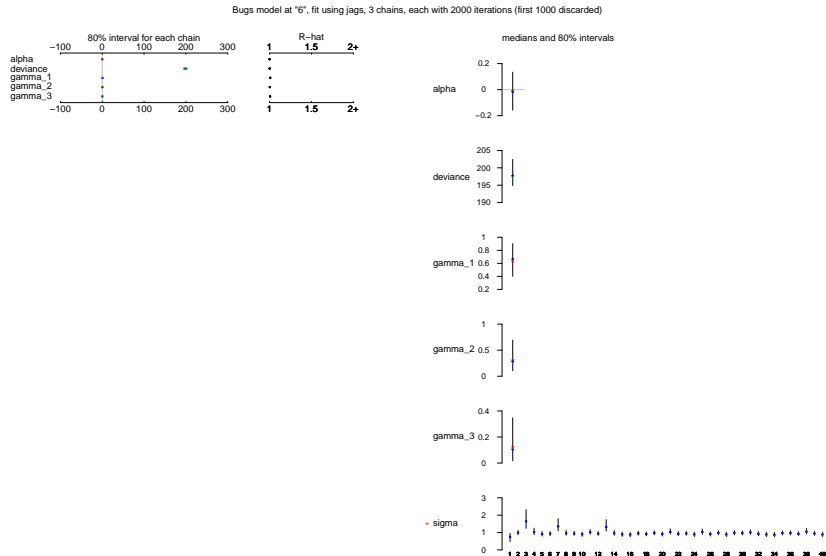 Bugs model at "6", fit using jags, 3 chains, each with 2000 iterations (first 1000 discarded)
80% interval for each chain
R−hat
medians and 80% intervals
−100 0 100 200 300
1 1.5 2+
alpha
deviance
gamma_1
gamma_2
gamma_3
−100 0 100 200 300
1 1.5 2+
alpha
0.2
0
−0.2
deviance
205
200
195
190
gamma_1
1
0.8
0.6
0.4
0.2
gamma_2
1
0.5
0
gamma_3
0.4
0.2
0
* sigma
3
2
1
0
1 2 3 4 5 6 7 8 9 10 12 14 16 18 20 22 24 26 28 30 32 34 36 38 40